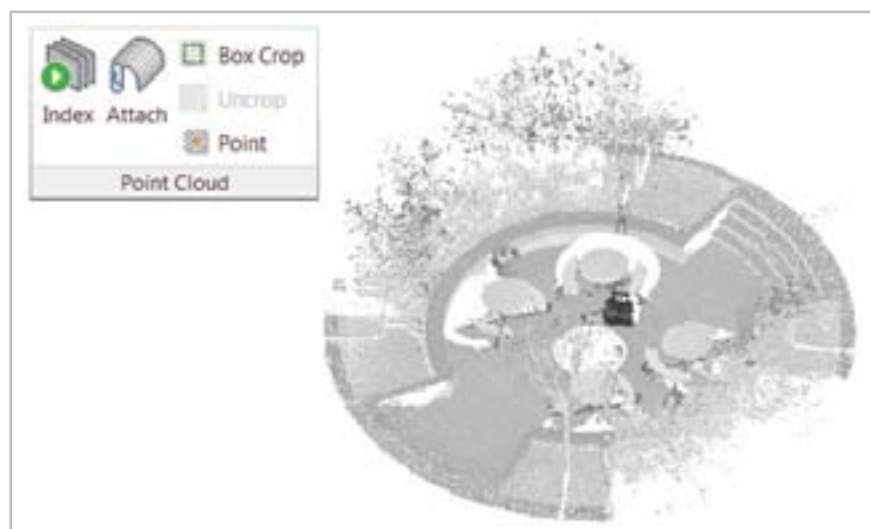 Box Crop
Index Attach
Uncrop
Point
Point Cloud